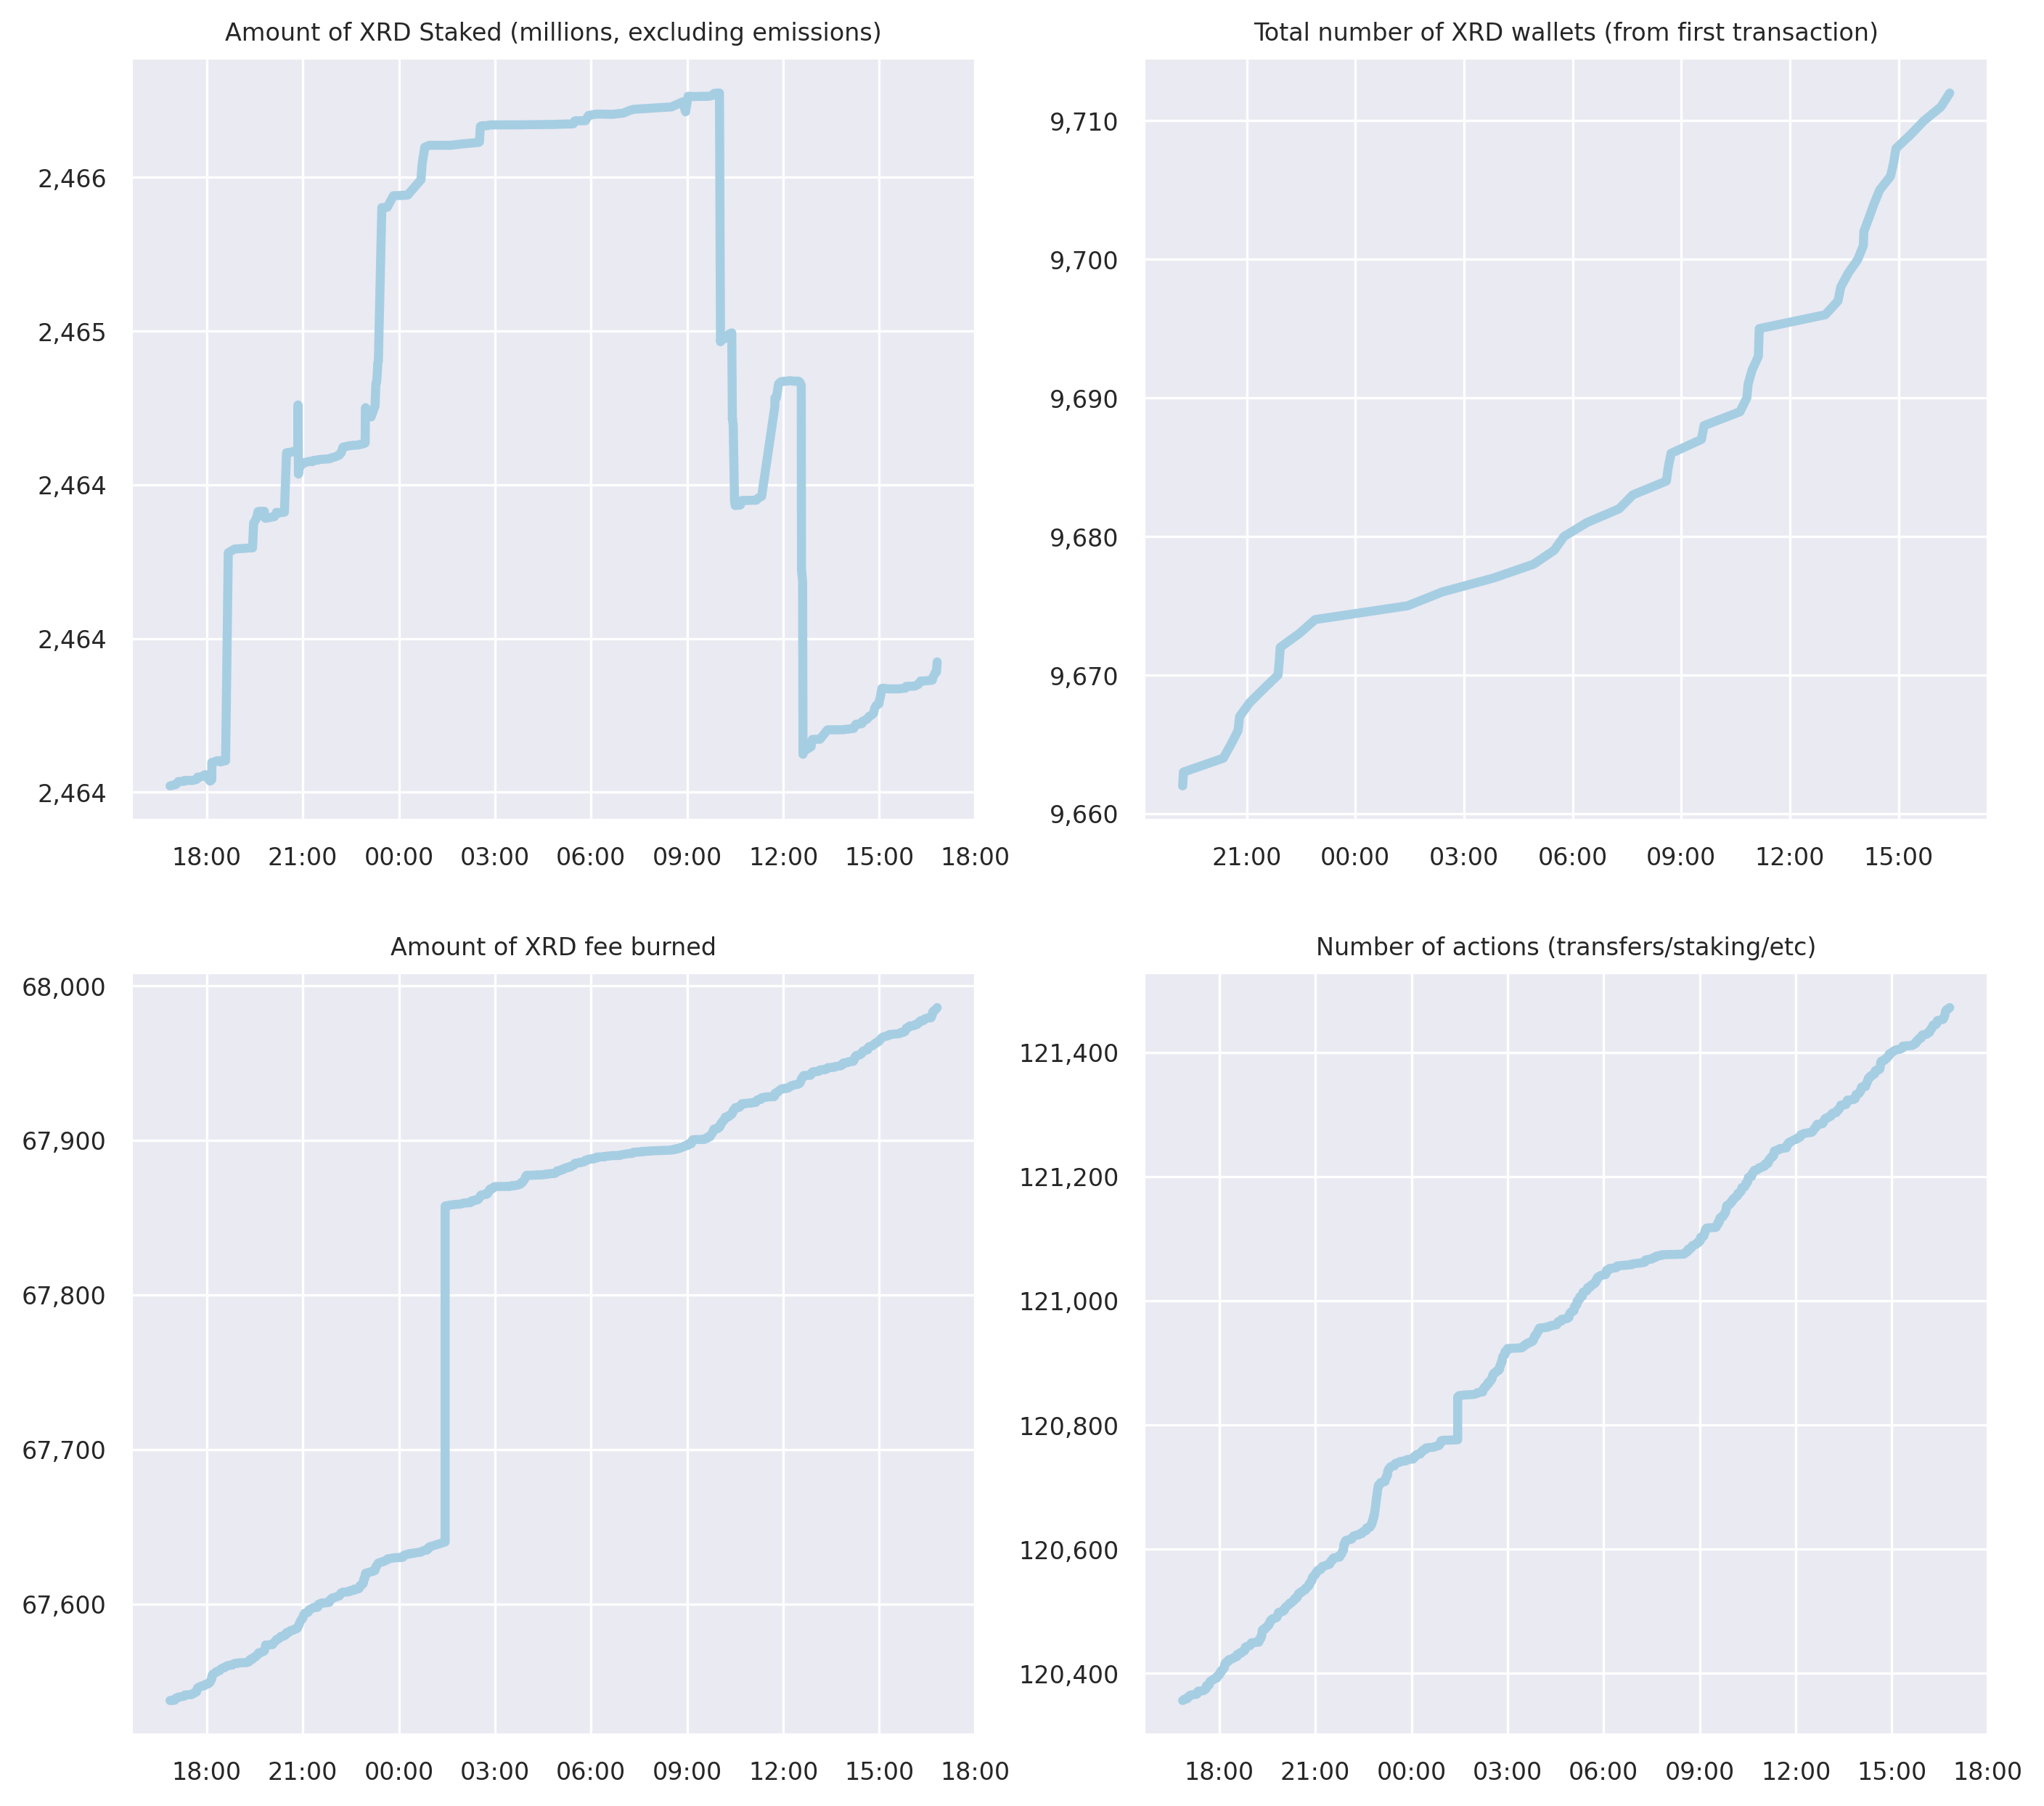 Amount of XRD Staked (millions, excluding emissions)
2,466
2,465
2,464
2,464
2,464
18:00 21:00 00:00 03:00 06:00 09:00 12:00 15:00 18:00
Total number of XRD wallets (from first transaction)
9,710
9,700
9,690
9,680
9,670
9,660
21:00 00:00 03:00 06:00 09:00 12:00 15:00
Amount of XRD fee burned
68,000
67,900
67,800
67,700
67,600
18:00 21:00 00:00 03:00 06:00 09:00 12:00 15:00 18:00
Number of actions (transfers/staking/etc)
121,400
121,200
121,000
120,800
120,600
120,400
18:00 21:00 00:00 03:00 06:00 09:00 12:00 15:00 18:00